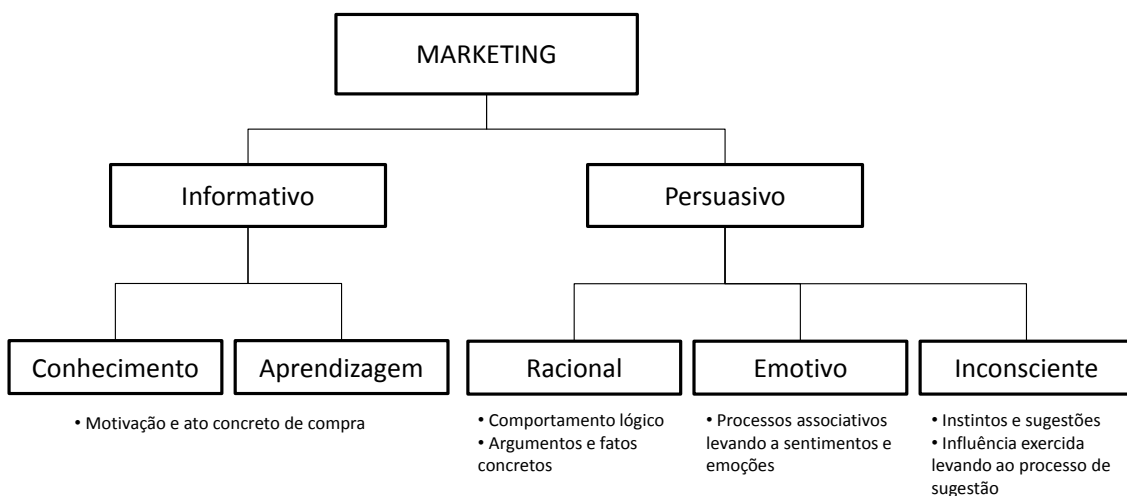 MARKETING
Informativo
Persuasivo
Conhecimento
Aprendizagem
Racional
Emotivo
Inconsciente
• Motivação e ato concreto de compra
• Comportamento lógico
• Argumentos e fatos
concretos
• Processos associativos
levando a sentimentos e
emoções
• Instintos e sugestões
• Influência exercida
levando ao processo de
sugestão